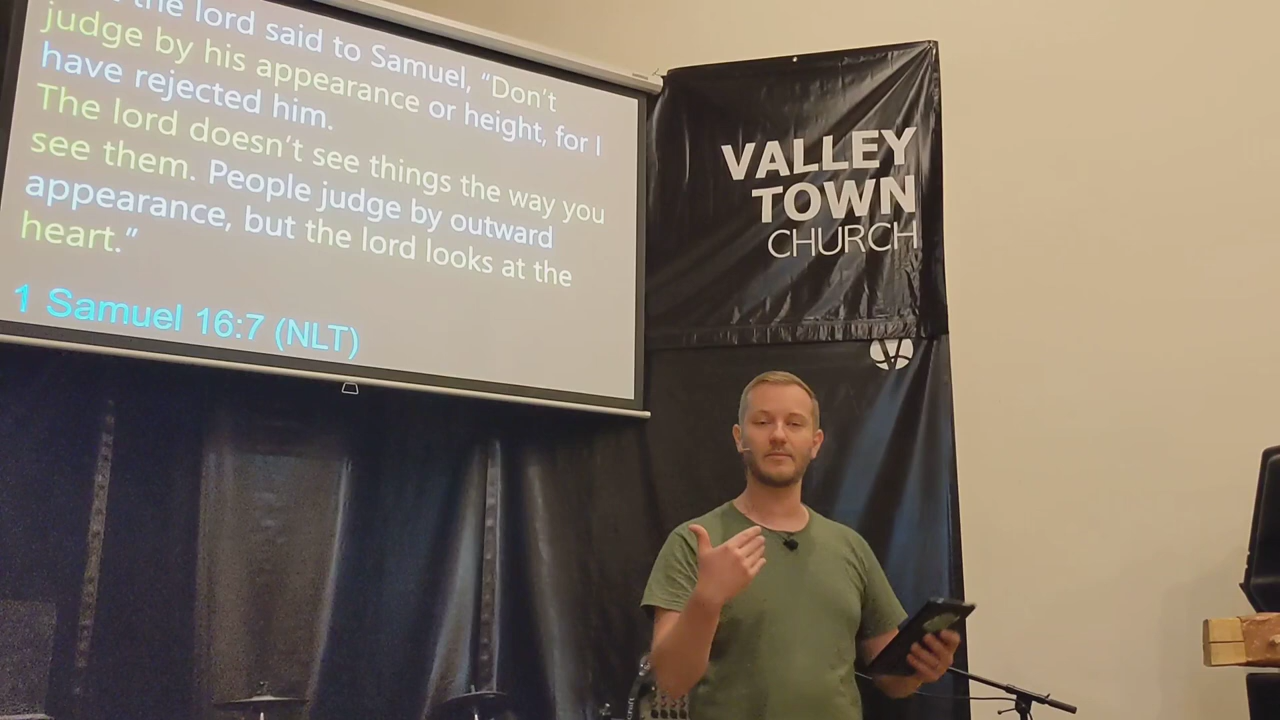 the lord said to Samuel, “Don’t
judge by his appearance or height, for I
have rejected him.
The lord doesn’t see things the way you
see them. People judge by outward
appearance, but the lord looks at the
heart.”
1 Samuel 16:7 (NLT)
VALLEY
TOWN
CHURCH